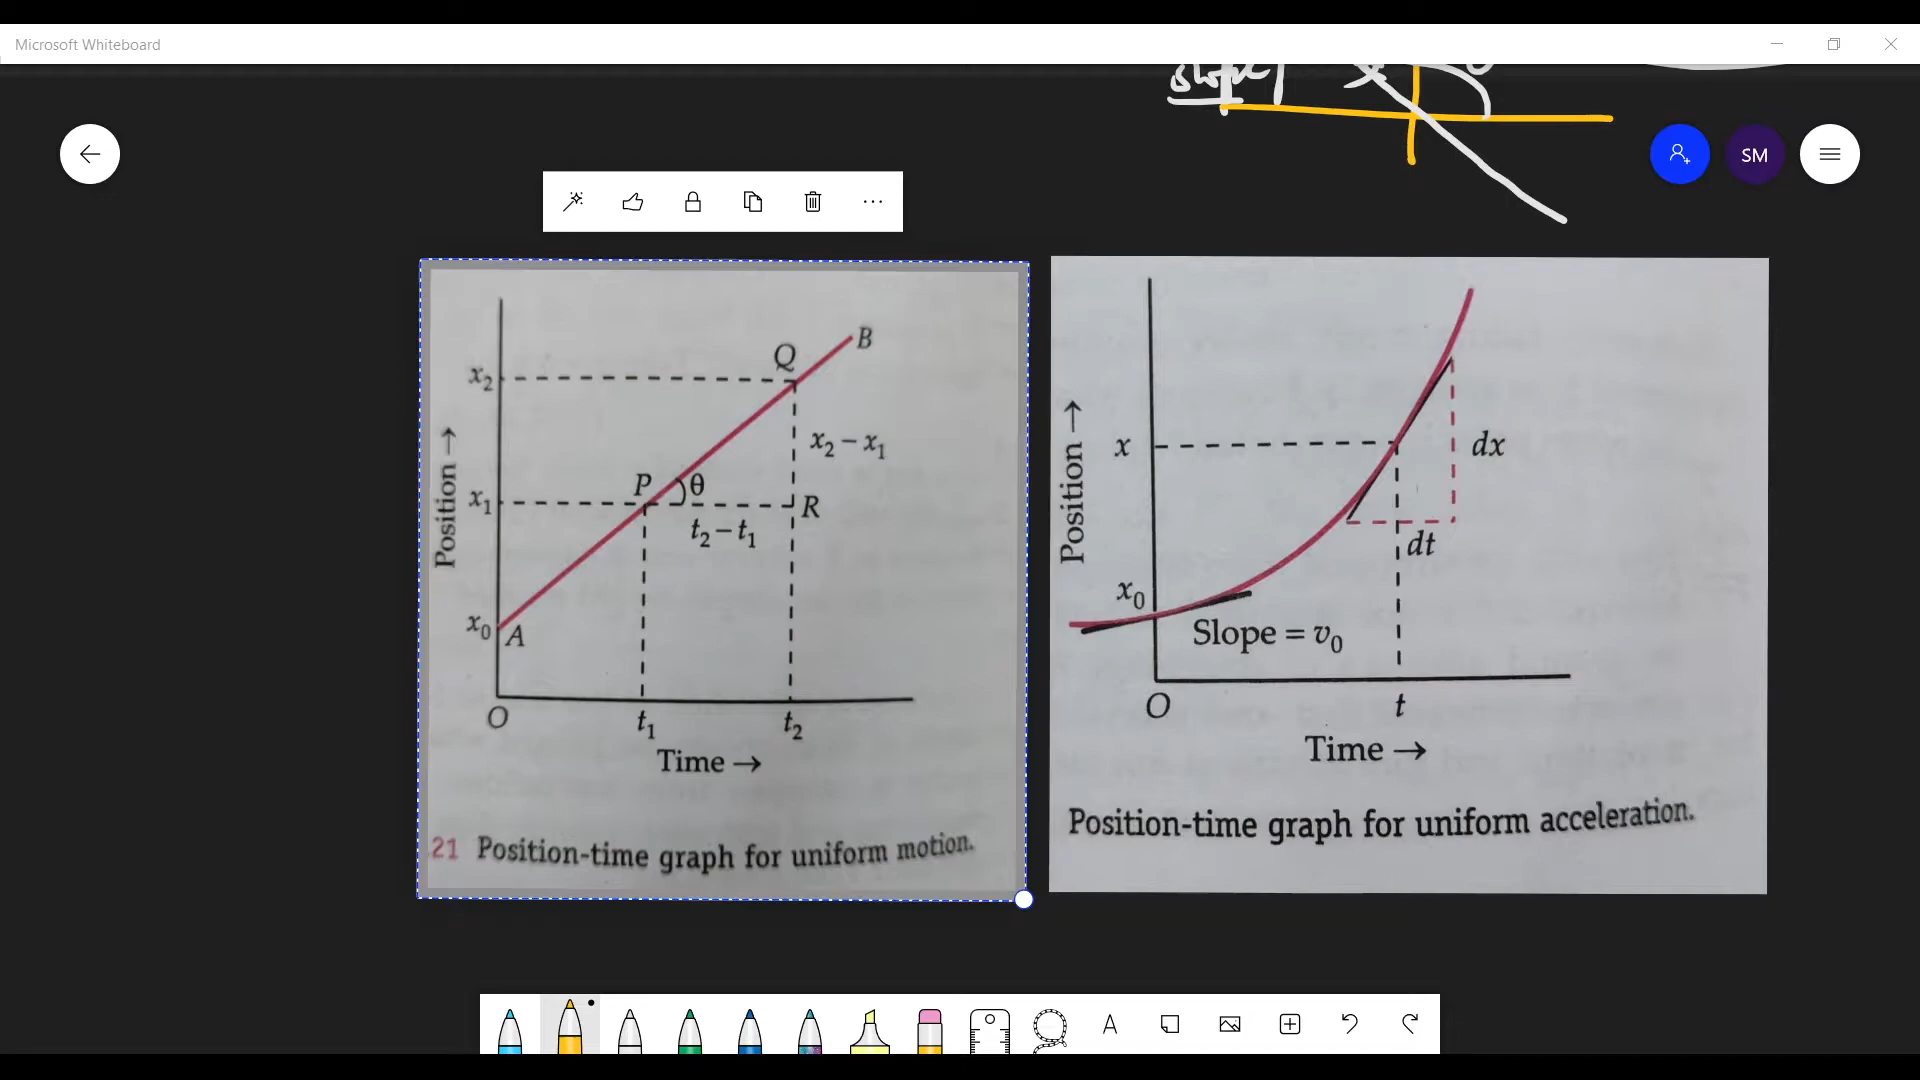 Microsoft Whiteboard
slope
SM
Q
B
x₂
x₂ − x₁
P
θ
x₁
R
t₂ − t₁
Position →
x₀
A
O
t₁
t₂
Time →
21 Position-time graph for uniform motion.
Position →
x
dx
dt
x₀
Slope = v₀
O
t
Time →
Position-time graph for uniform acceleration.
A